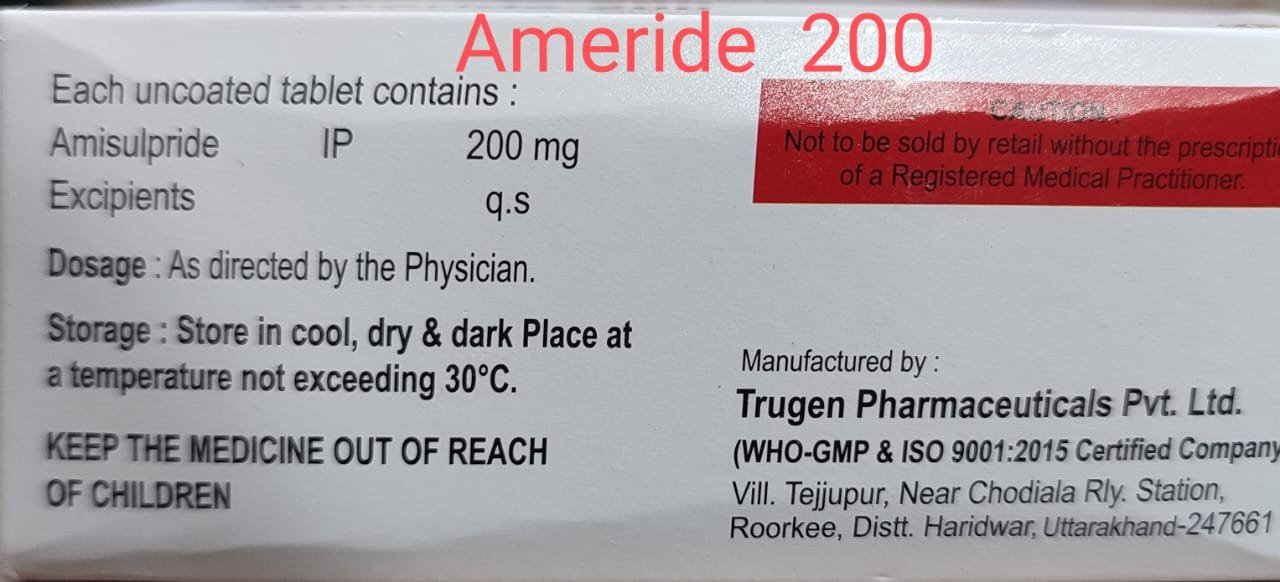 Ameride 200
Each uncoated tablet contains :
Amisulpride IP 200 mg
Excipients q.s
Dosage : As directed by the Physician.
Storage : Store in cool, dry & dark Place at
a temperature not exceeding 30°C.
KEEP THE MEDICINE OUT OF REACH
OF CHILDREN
CAUTION :
Not to be sold by retail without the prescripti
of a Registered Medical Practitioner.
Manufactured by :
Trugen Pharmaceuticals Pvt. Ltd.
(WHO-GMP & ISO 9001:2015 Certified Company
Vill. Tejjupur, Near Chodiala Rly. Station,
Roorkee, Distt. Haridwar, Uttarakhand-247661